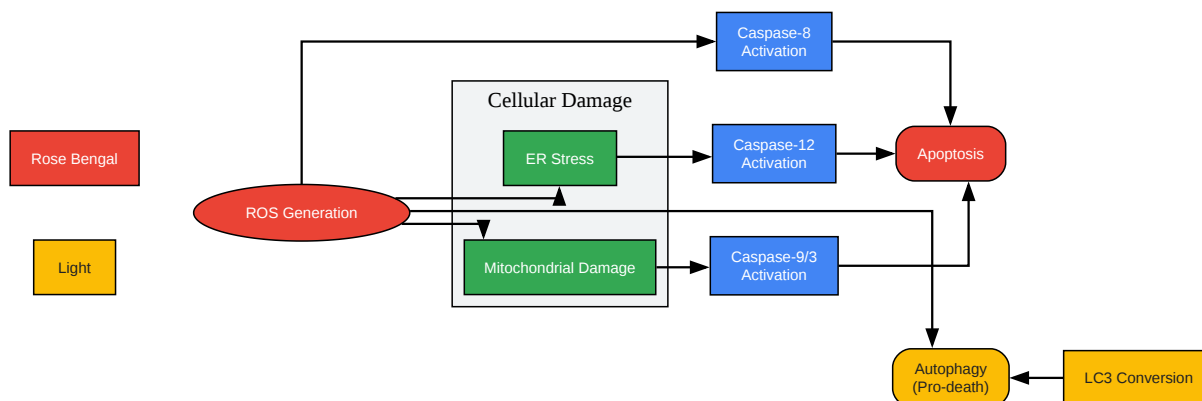 Caspase-8
Activation
Cellular Damage
Rose Bengal
ER Stress
Caspase-12
Activation
Apoptosis
ROS Generation
Light
Mitochondrial Damage
Caspase-9/3
Activation
Autophagy
(Pro-death)
LC3 Conversion